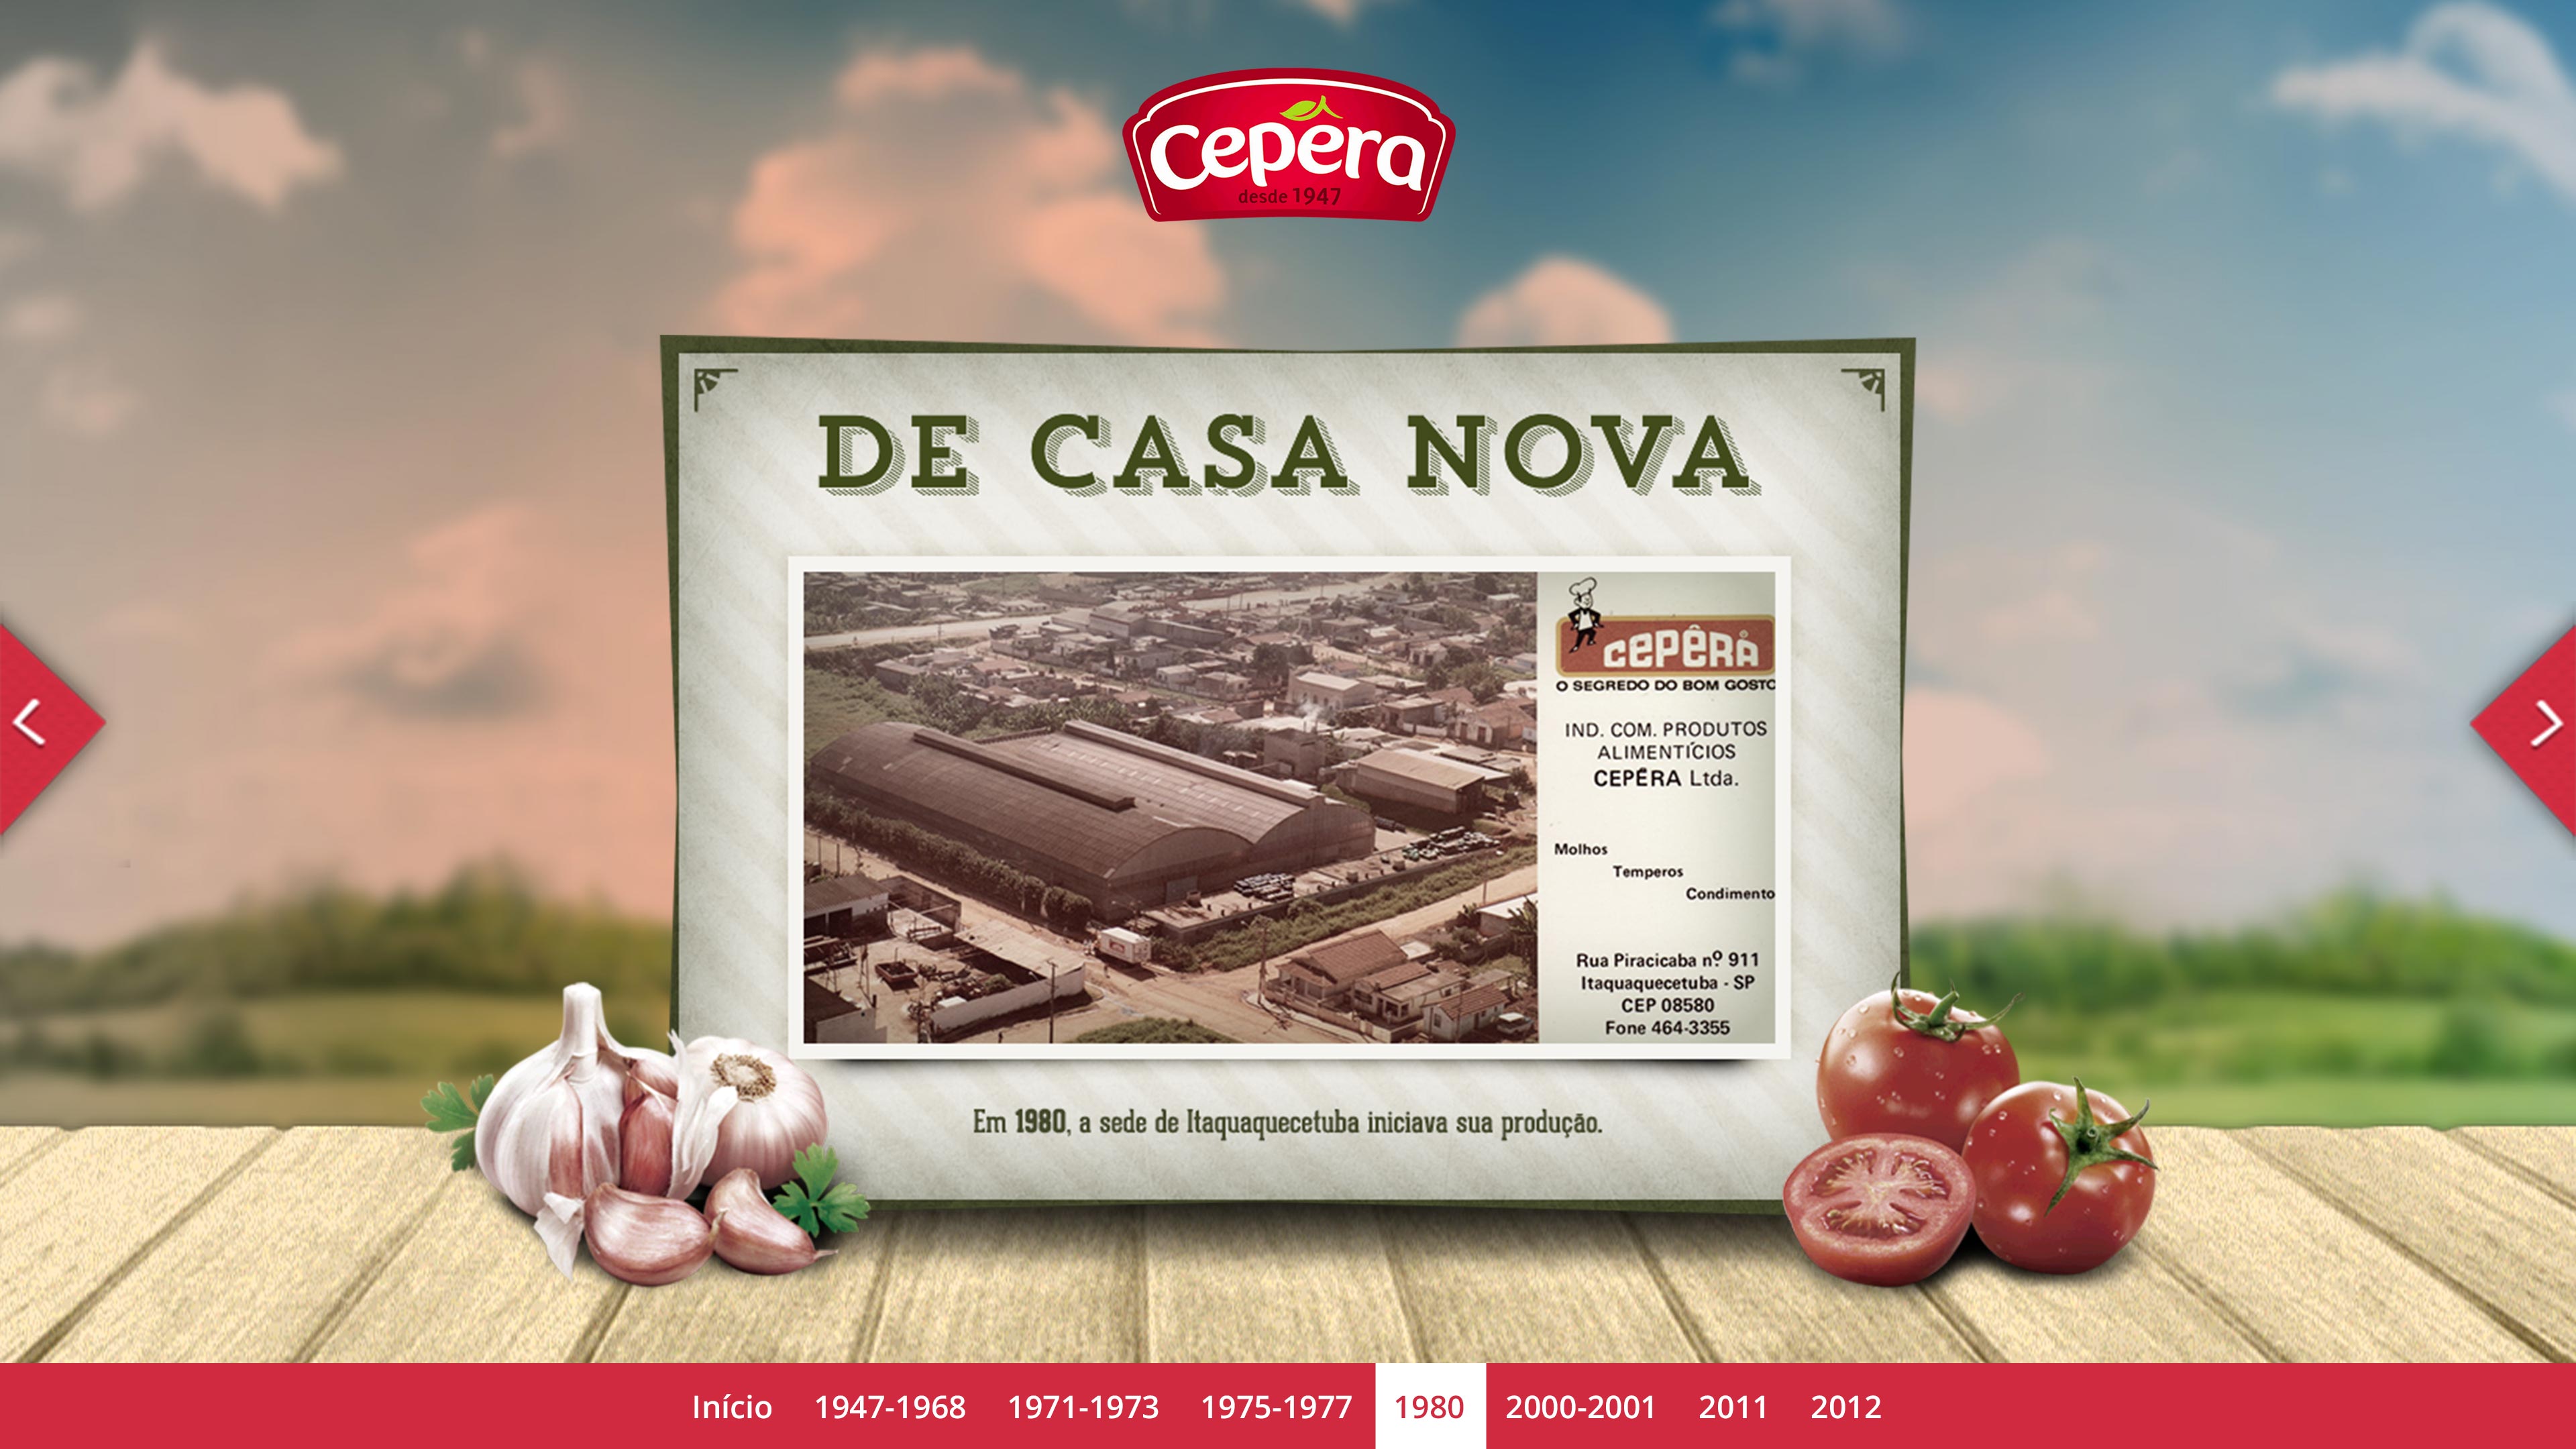 Cepêra
desde 1947
DE CASA NOVA
CEPÊRA
O SEGREDO DO BOM GOSTO
IND. COM. PRODUTOS
ALIMENTÍCIOS
CEPÊRA Ltda.
Molhos
Temperos
Condimento
Rua Piracicaba nº 911
Itaquaquecetuba - SP
CEP 08580
Fone 464-3355
Em 1980, a sede de Itaquaquecetuba iniciava sua produção.
Início 1947-1968 1971-1973 1975-1977 1980 2000-2001 2011 2012